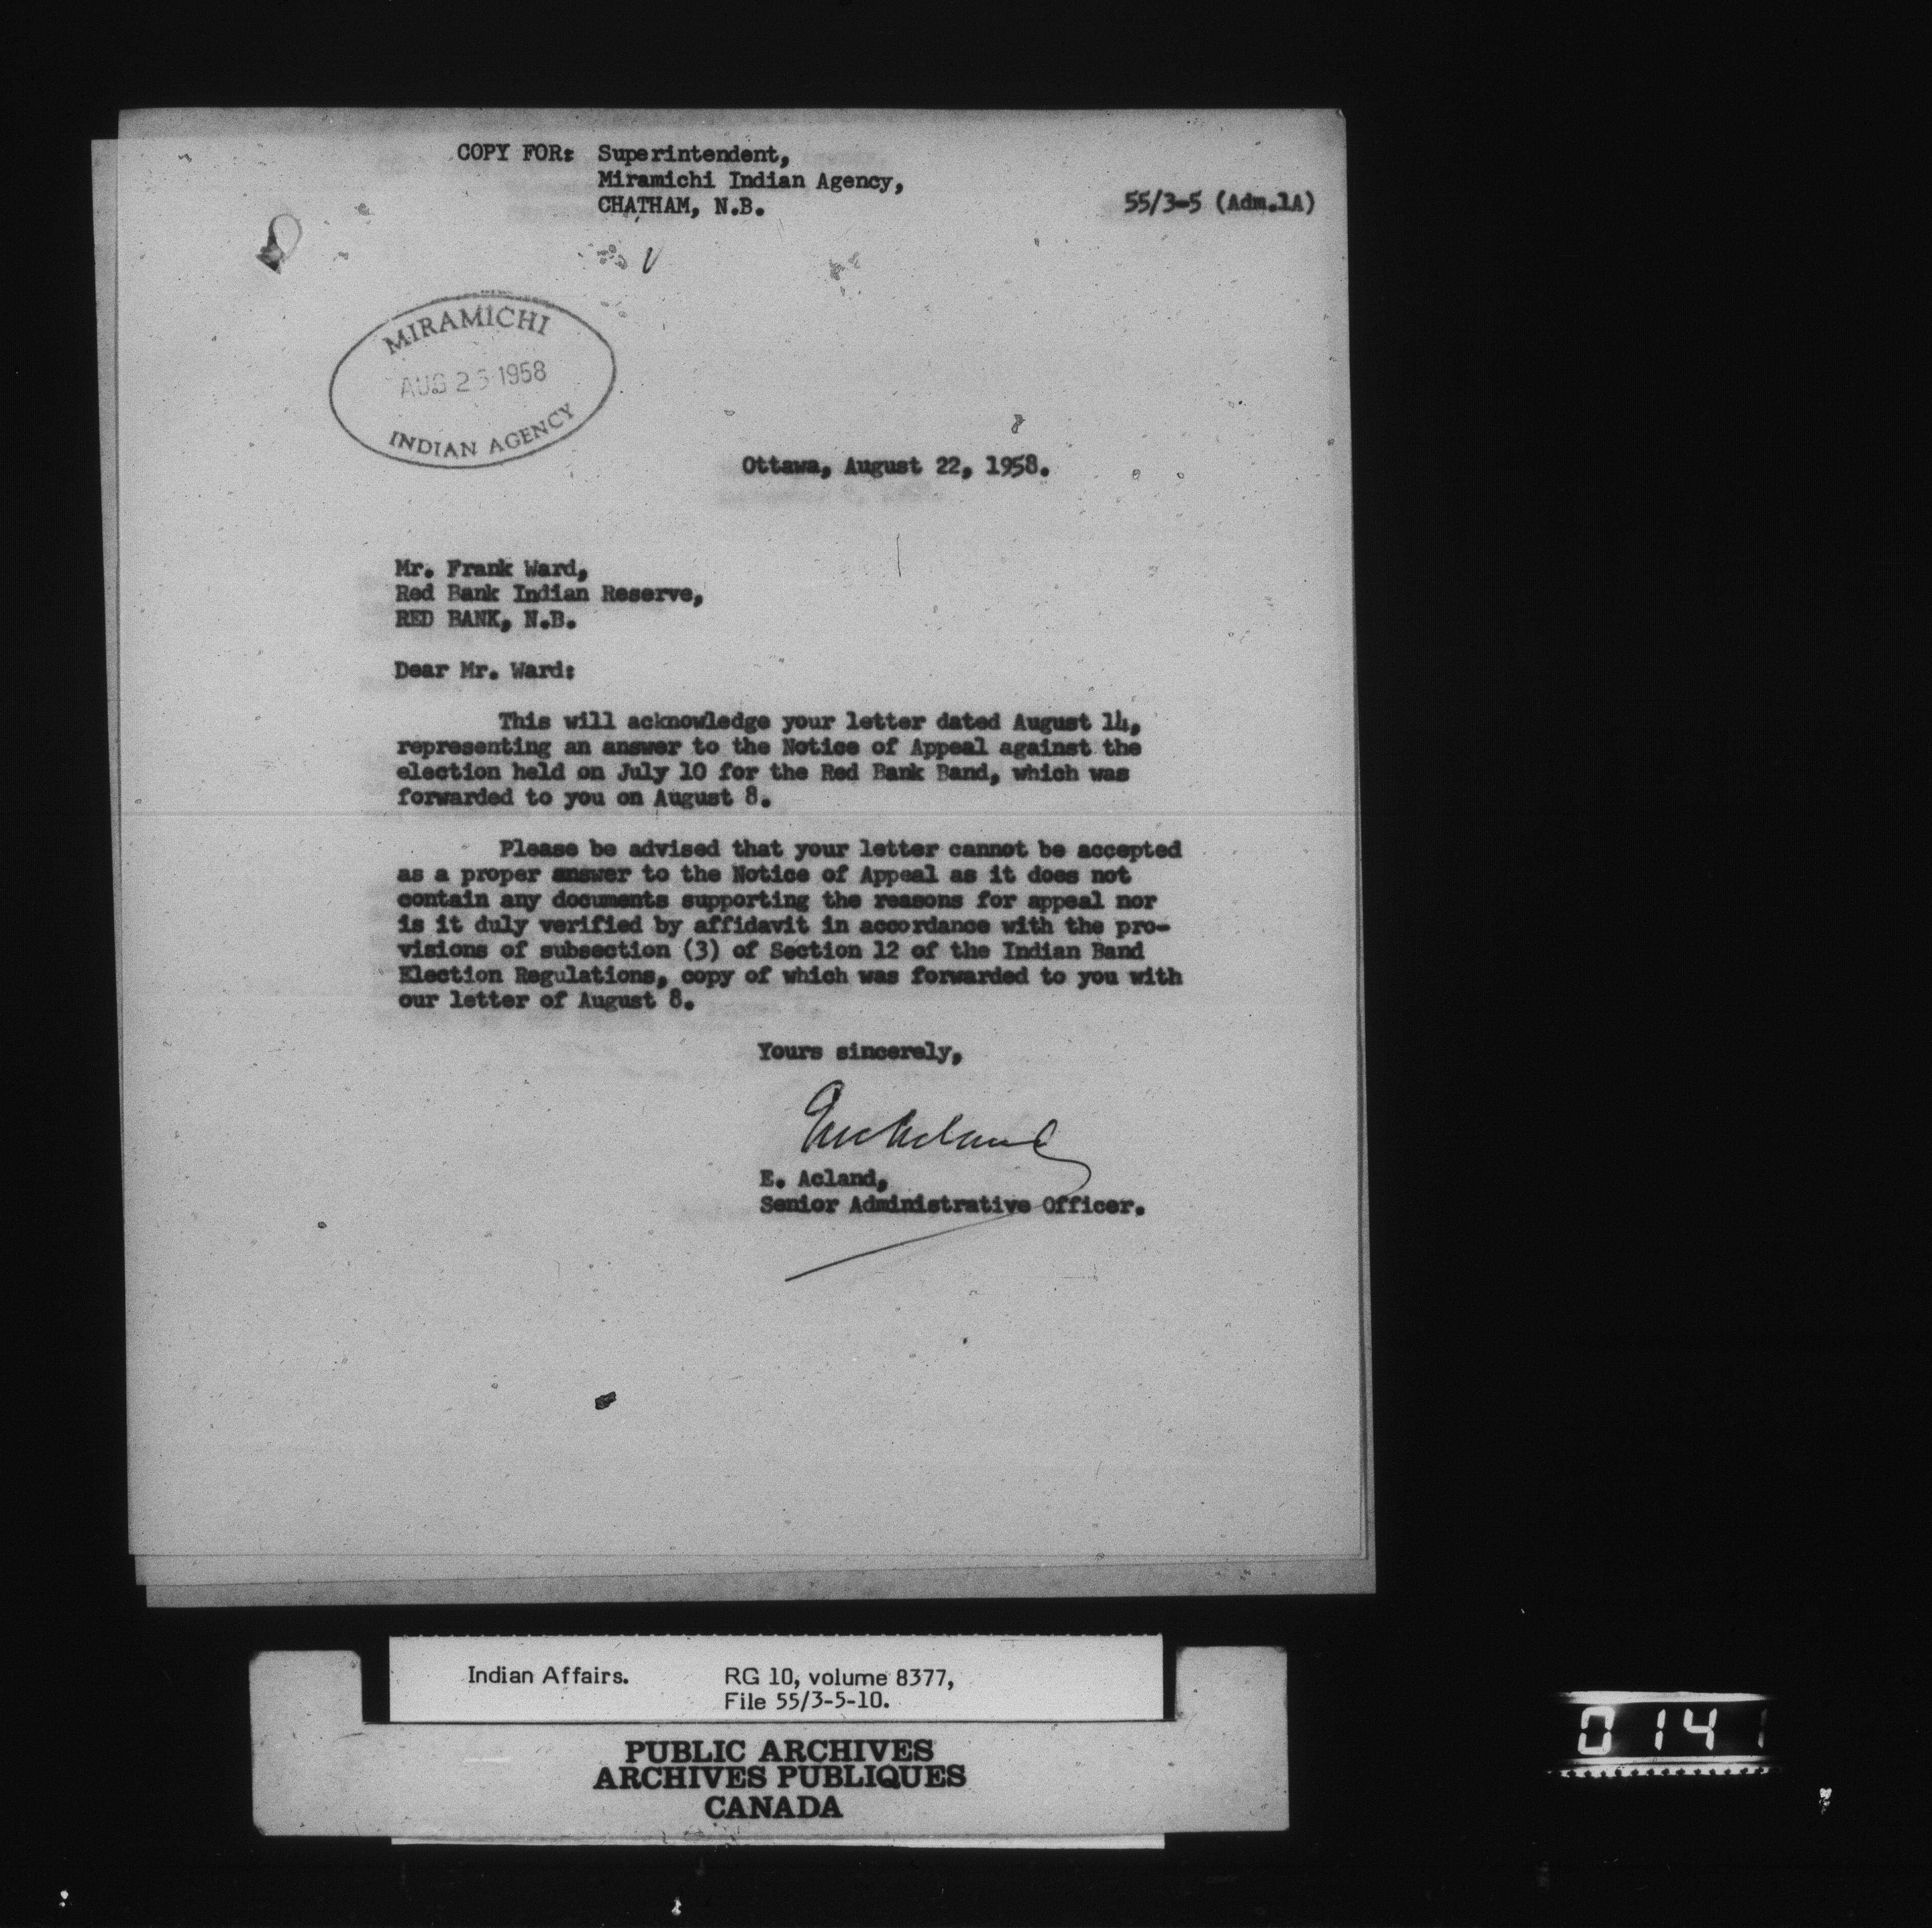 COPY FOR: Superintendent,
Miramichi Indian Agency,
CHATHAM, N.B.
55/3-5 (Adm.1A)
MIRAMICHI
AUG 1958
INDIAN AGENCY
Ottawa, August 22, 1958.
Mr. Frank Ward,
Red Bank Indian Reserve,
RED BANK, N.B.
Dear Mr. Ward:
This will acknowledge your letter dated August 14,
representing an answer to the Notice of Appeal against the
election held on July 10 for the Red Bank Band, which was
forwarded to you on August 8.
Please be advised that your letter cannot be accepted
as a proper answer to the Notice of Appeal as it does not
contain any documents supporting the reasons for appeal nor
is it duly verified by affidavit in accordance with the pro-
visions of subsection (3) of Section 12 of the Indian Band
Election Regulations, copy of which was forwarded to you with
our letter of August 8.
Yours sincerely,
E. Acland,
Senior Administrative Officer.
Indian Affairs. RG 10, volume 8377,
File 55/3-5-10.
PUBLIC ARCHIVES
ARCHIVES PUBLIQUES
CANADA
0141